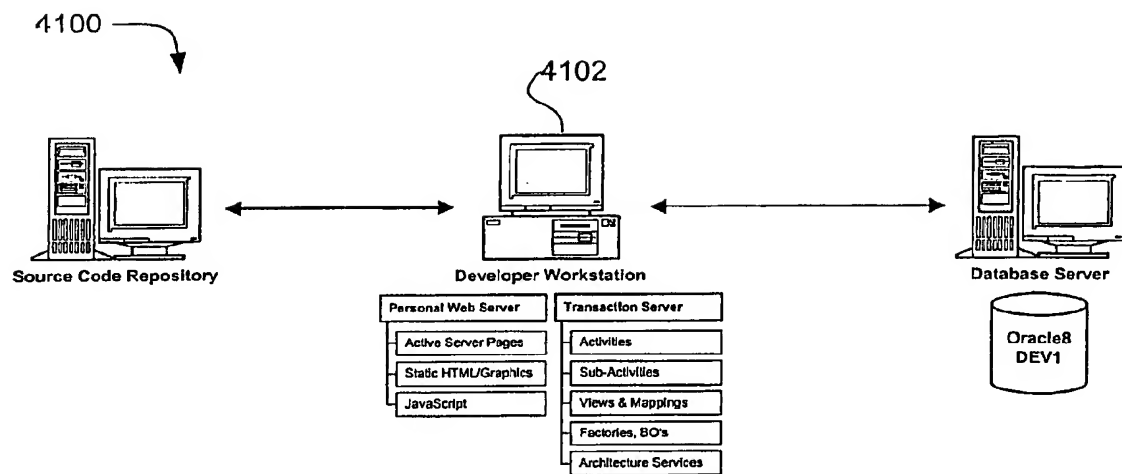 4100
4102
Source Code Repository
Developer Workstation
Database Server
Personal Web Server
Active Server Pages
Static HTML/Graphics
JavaScript
Transaction Server
Activities
Sub-Activities
Views & Mappings
Factories, BO's
Architecture Services
Oracle8
DEV1